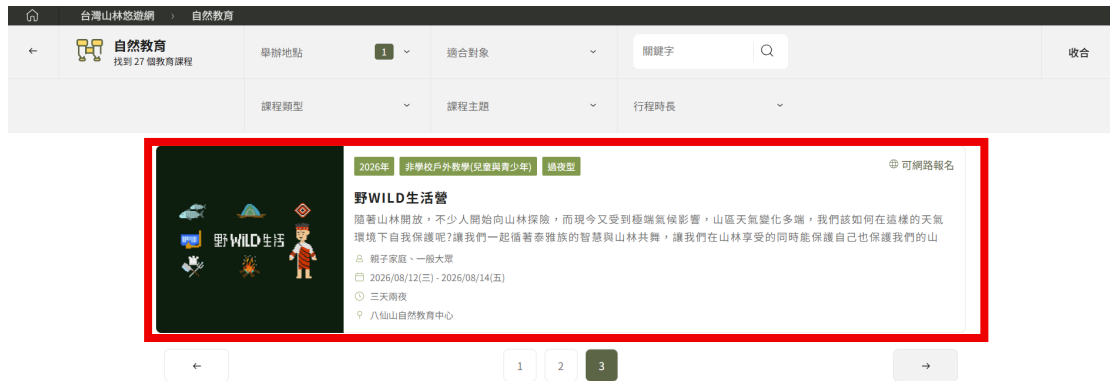 台灣山林悠遊網 › 自然教育
自然教育
找到 27 個教育課程
舉辦地點 1
適合對象
關鍵字
收合
課程類型
課程主題
行程時長
2026年 非學校戶外教學(兒童與青少年) 過夜型
可網路報名
野WILD生活
野WILD生活營
隨著山林開放，不少人開始向山林探險，而現今又受到極端氣候影響，山區天氣變化多端，我們該如何在這樣的天氣
環境下自我保護呢?讓我們一起循著泰雅族的智慧與山林共舞，讓我們在山林享受的同時能保護自己也保護我們的山
親子家庭、一般大眾
2026/08/12(三) - 2026/08/14(五)
三天兩夜
八仙山自然教育中心
← 1 2 3 →